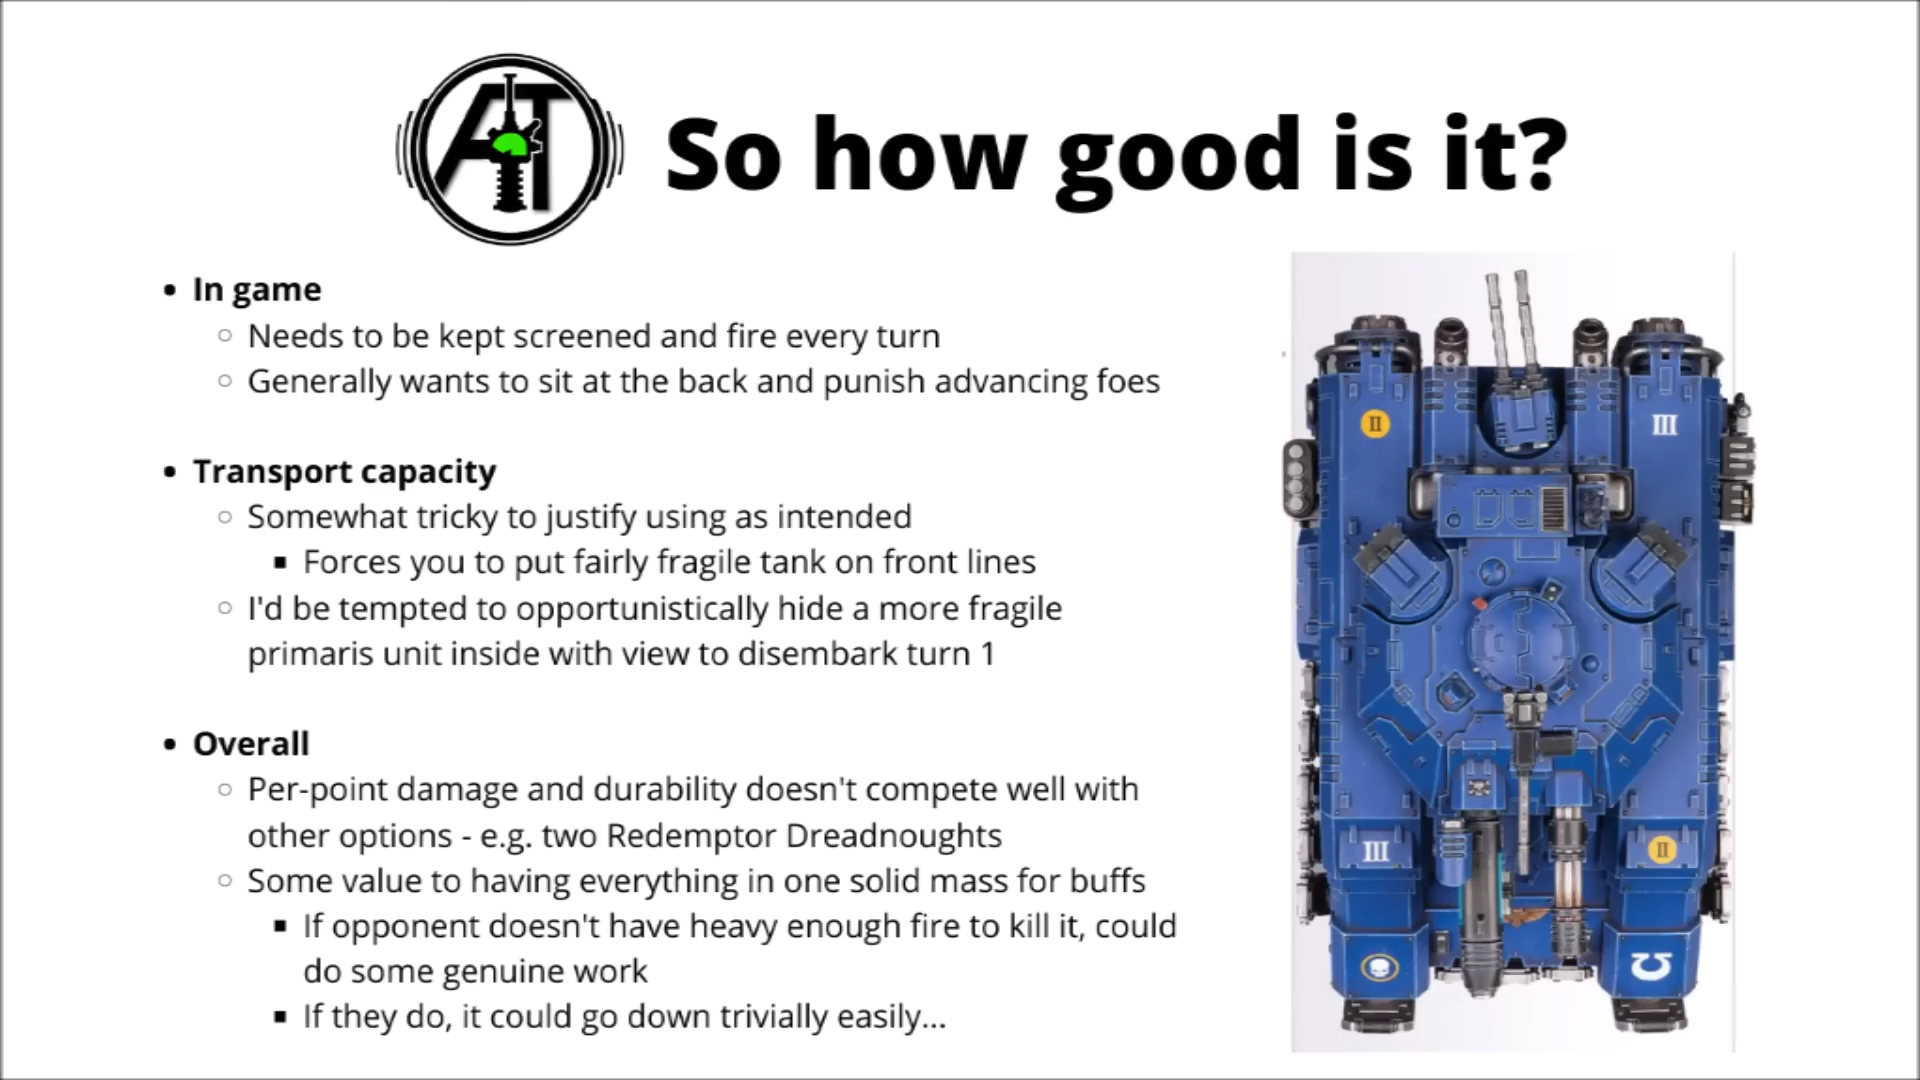 AT
So how good is it?
• In game
○ Needs to be kept screened and fire every turn
○ Generally wants to sit at the back and punish advancing foes
• Transport capacity
○ Somewhat tricky to justify using as intended
▪ Forces you to put fairly fragile tank on front lines
○ I'd be tempted to opportunistically hide a more fragile
primaris unit inside with view to disembark turn 1
• Overall
○ Per-point damage and durability doesn't compete well with
other options - e.g. two Redemptor Dreadnoughts
○ Some value to having everything in one solid mass for buffs
▪ If opponent doesn't have heavy enough fire to kill it, could
do some genuine work
▪ If they do, it could go down trivially easily...
II
III
III
II